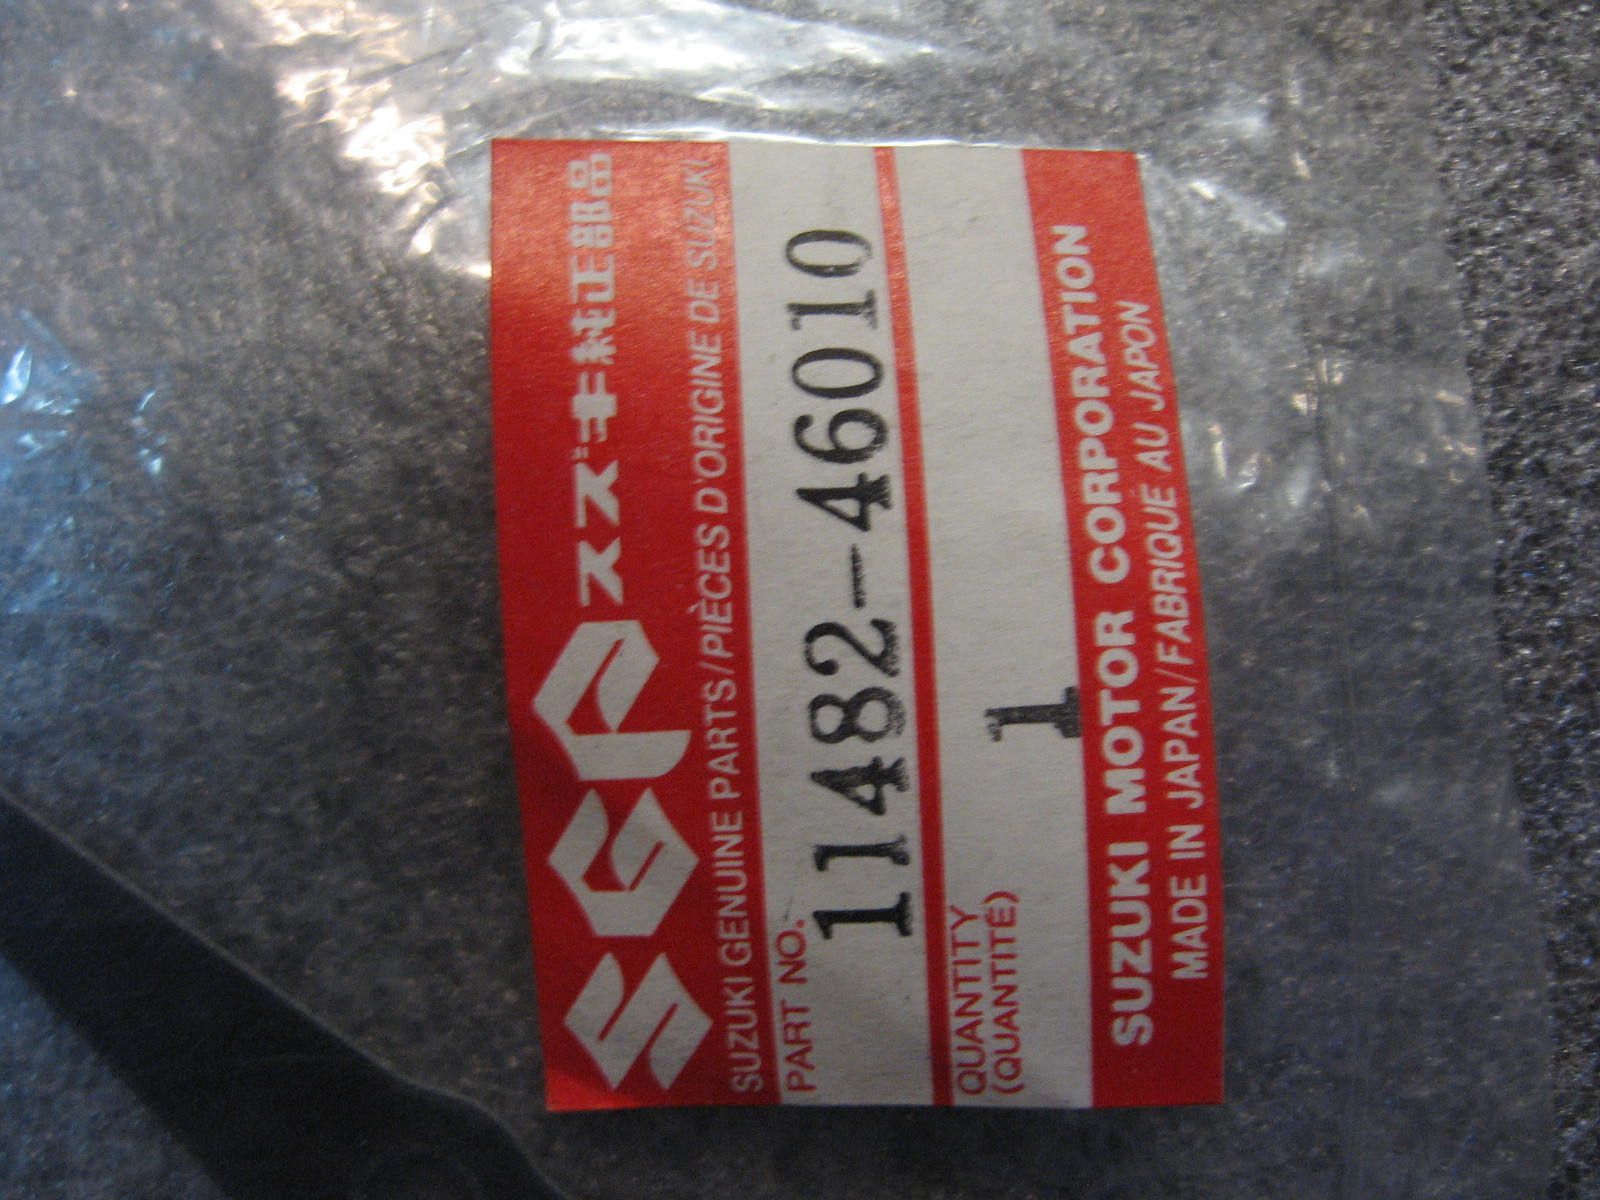 SGP スズキ純正部品
SUZUKI GENUINE PARTS/PIÈCES D'ORIGINE DE SUZUKI
PART NO.
11482-46010
QUANTITY
(QUANTITÉ)
1
SUZUKI MOTOR CORPORATION
MADE IN JAPAN/FABRIQUE AU JAPON